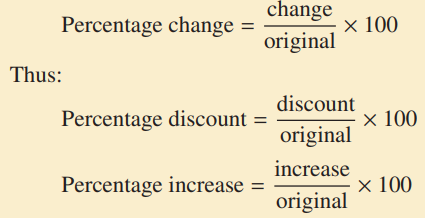 Percentage change = change / original × 100
Thus:
Percentage discount = discount / original × 100
Percentage increase = increase / original × 100